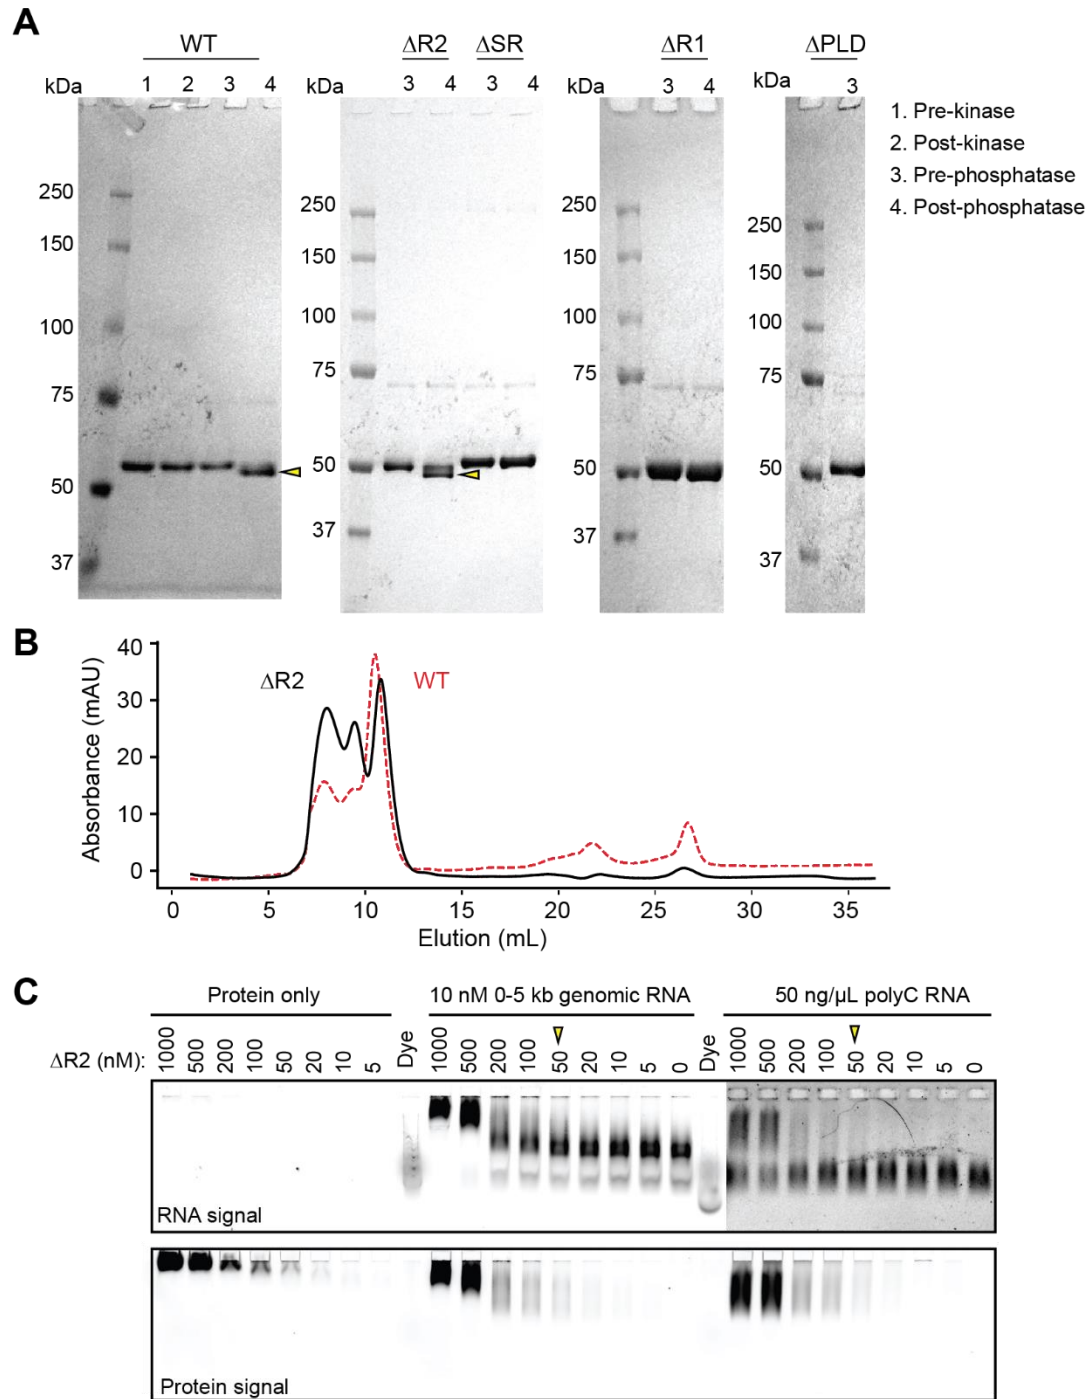 A
WT
ΔR2
ΔSR
ΔR1
ΔPLD
kDa
1 2 3 4
kDa
3 4 3 4
kDa
3 4
kDa
3
250
150
100
75
50
37
250
150
100
75
50
37
250
150
100
75
50
37
250
150
100
75
50
37
1. Pre-kinase
2. Post-kinase
3. Pre-phosphatase
4. Post-phosphatase
B
Absorbance (mAU)
40
30
20
10
0
ΔR2
WT
0 5 10 15 20 25 30 35
Elution (mL)
C
Protein only
10 nM 0-5 kb genomic RNA
50 ng/µL polyC RNA
ΔR2 (nM): 1000 500 200 100 50 20 10 5 Dye 1000 500 200 100 50 20 10 5 0 Dye 1000 500 200 100 50 20 10 5 0
RNA signal
Protein signal